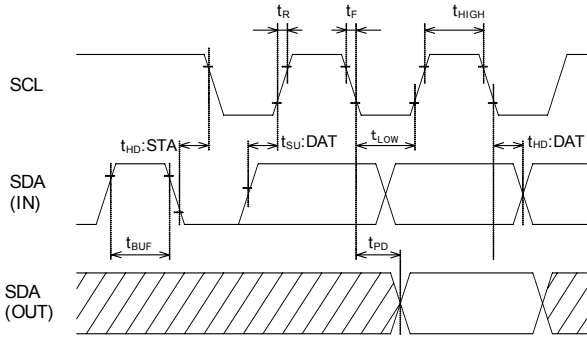 tR
tF
tHIGH
SCL
tHD:STA
tSU:DAT
tLOW
tHD:DAT
SDA
(IN)
tBUF
tPD
SDA
(OUT)